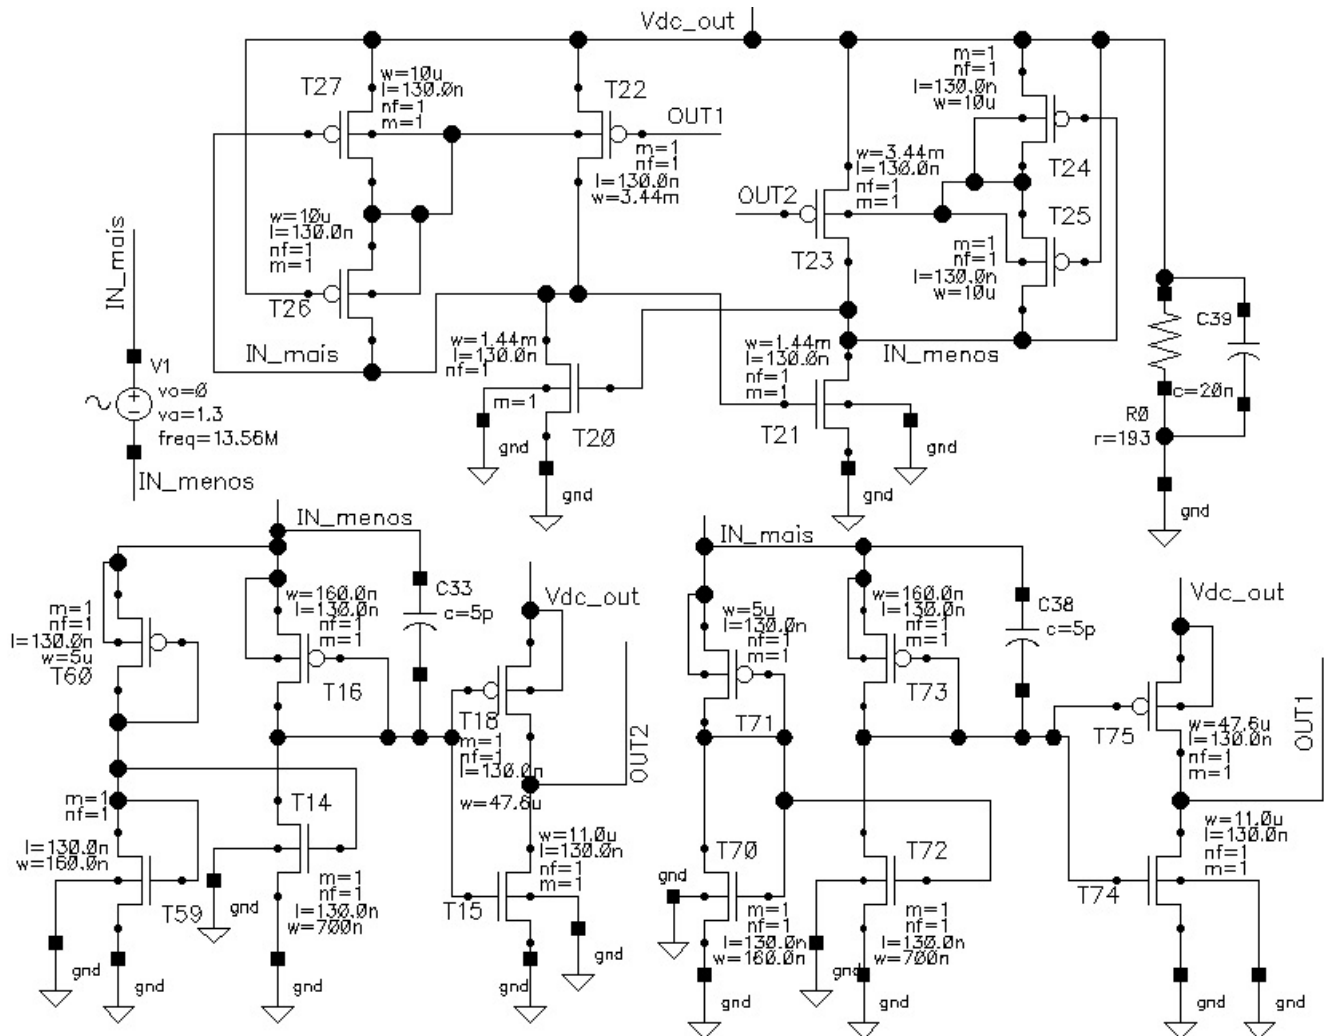 Vdc_out
T27
w=10u
l=130.0n
nf=1
m=1
T22
OUT1
m=1
nf=1
l=130.0n
w=3.44m
m=1
nf=1
l=130.0n
w=10u
T24
w=3.44m
l=130.0n
nf=1
m=1
OUT2
T23
T25
m=1
nf=1
l=130.0n
w=10u
w=10u
l=130.0n
nf=1
m=1
T26
IN_mais
IN_mais
V1
vo=0
va=1.3
freq=13.56M
IN_menos
w=1.44m
l=130.0n
nf=1
m=1
T20
gnd
gnd
w=1.44m
l=130.0n
nf=1
m=1
T21
IN_menos
gnd
gnd
C39
c=20n
R0
r=193
gnd
IN_menos
m=1
nf=1
l=130.0n
w=5u
T60
w=160.0n
l=130.0n
nf=1
m=1
T16
C33
c=5p
Vdc_out
T18
m=1
nf=1
l=130.0n
w=47.6u
OUT2
m=1
nf=1
l=130.0n
w=160.0n
T59
gnd
gnd
T14
gnd
m=1
nf=1
l=130.0n
w=700n
gnd
w=11.0u
l=130.0n
nf=1
m=1
T15
gnd
gnd
IN_mais
w=5u
l=130.0n
nf=1
m=1
T71
w=160.0n
l=130.0n
nf=1
m=1
T73
C38
c=5p
Vdc_out
T75
w=47.6u
l=130.0n
nf=1
m=1
OUT1
T70
gnd
m=1
nf=1
l=130.0n
w=160.0n
gnd
T72
m=1
nf=1
l=130.0n
w=700n
gnd
gnd
w=11.0u
l=130.0n
nf=1
m=1
T74
gnd
gnd